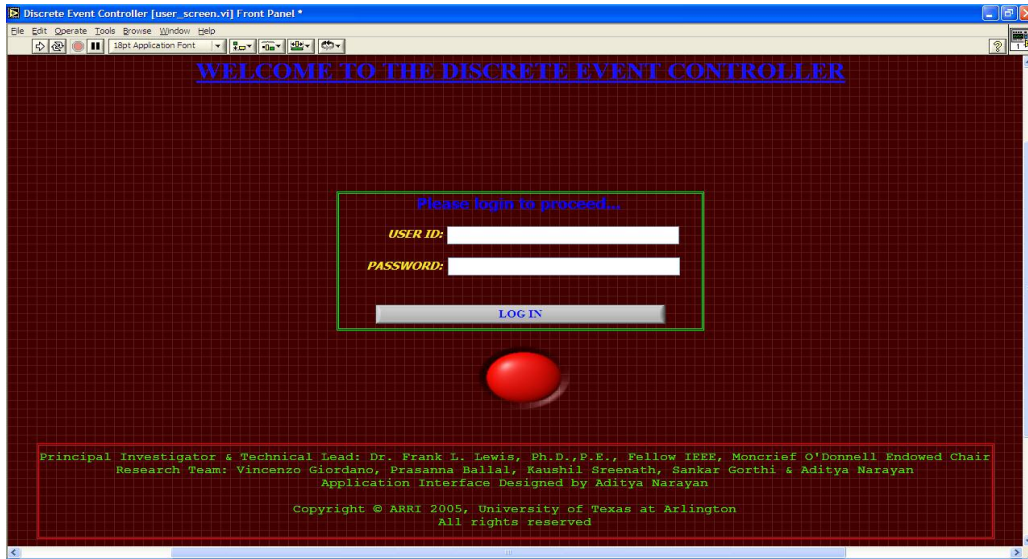 Discrete Event Controller [user_screen.vi] Front Panel *
File Edit Operate Tools Browse Window Help
18pt Application Font
? 1
WELCOME TO THE DISCRETE EVENT CONTROLLER
Please login to proceed...
USER ID:
PASSWORD:
LOG IN
Principal Investigator & Technical Lead: Dr. Frank L. Lewis, Ph.D.,P.E., Fellow IEEE, Moncrief O'Donnell Endowed Chair
Research Team: Vincenzo Giordano, Prasanna Ballal, Kaushil Sreenath, Sankar Gorthi & Aditya Narayan
Application Interface Designed by Aditya Narayan
Copyright © ARRI 2005, University of Texas at Arlington
All rights reserved